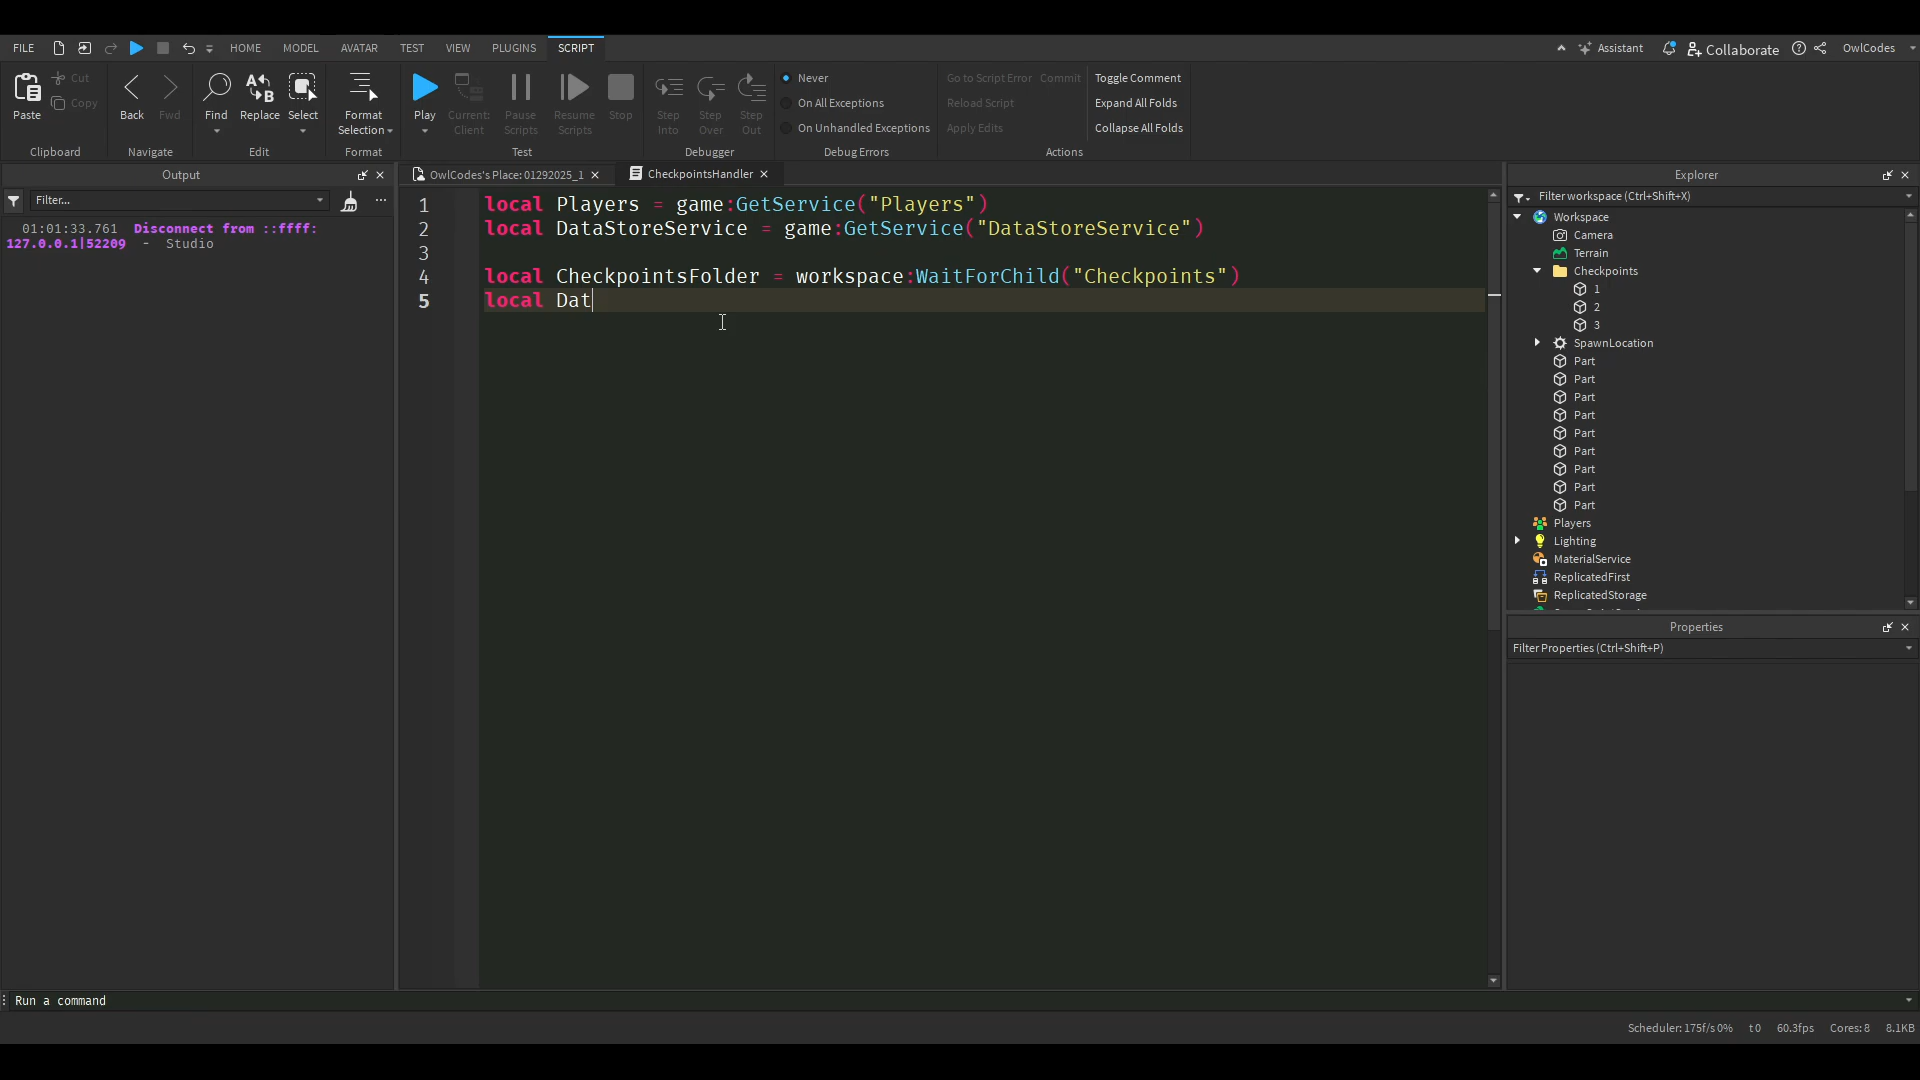 FILE HOME MODEL AVATAR TEST VIEW PLUGINS SCRIPT Assistant Collaborate OwlCodes
Paste Cut Copy Back Fwd Find Replace Select Format Selection Play Current: Client Pause Scripts Resume Scripts Stop Step Into Step Over Step Out
Never
On All Exceptions
On Unhandled Exceptions
Go to Script Error Commit
Reload Script
Apply Edits
Toggle Comment
Expand All Folds
Collapse All Folds
Clipboard Navigate Edit Format Test Debugger Debug Errors Actions
Output
Filter...
01:01:33.761 Disconnect from ::ffff:
127.0.0.1|52209 - Studio
OwlCodes's Place: 01292025_1 CheckpointsHandler
1 local Players = game:GetService("Players")
2 local DataStoreService = game:GetService("DataStoreService")
3
4 local CheckpointsFolder = workspace:WaitForChild("Checkpoints")
5 local Dat
Explorer
Filter workspace (Ctrl+Shift+X)
Workspace
Camera
Terrain
Checkpoints
1
2
3
SpawnLocation
Part
Part
Part
Part
Part
Part
Part
Part
Part
Players
Lighting
MaterialService
ReplicatedFirst
ReplicatedStorage
Properties
Filter Properties (Ctrl+Shift+P)
Run a command
Scheduler: 175f/s 0% t 0 60.3fps Cores: 8 8.1KB